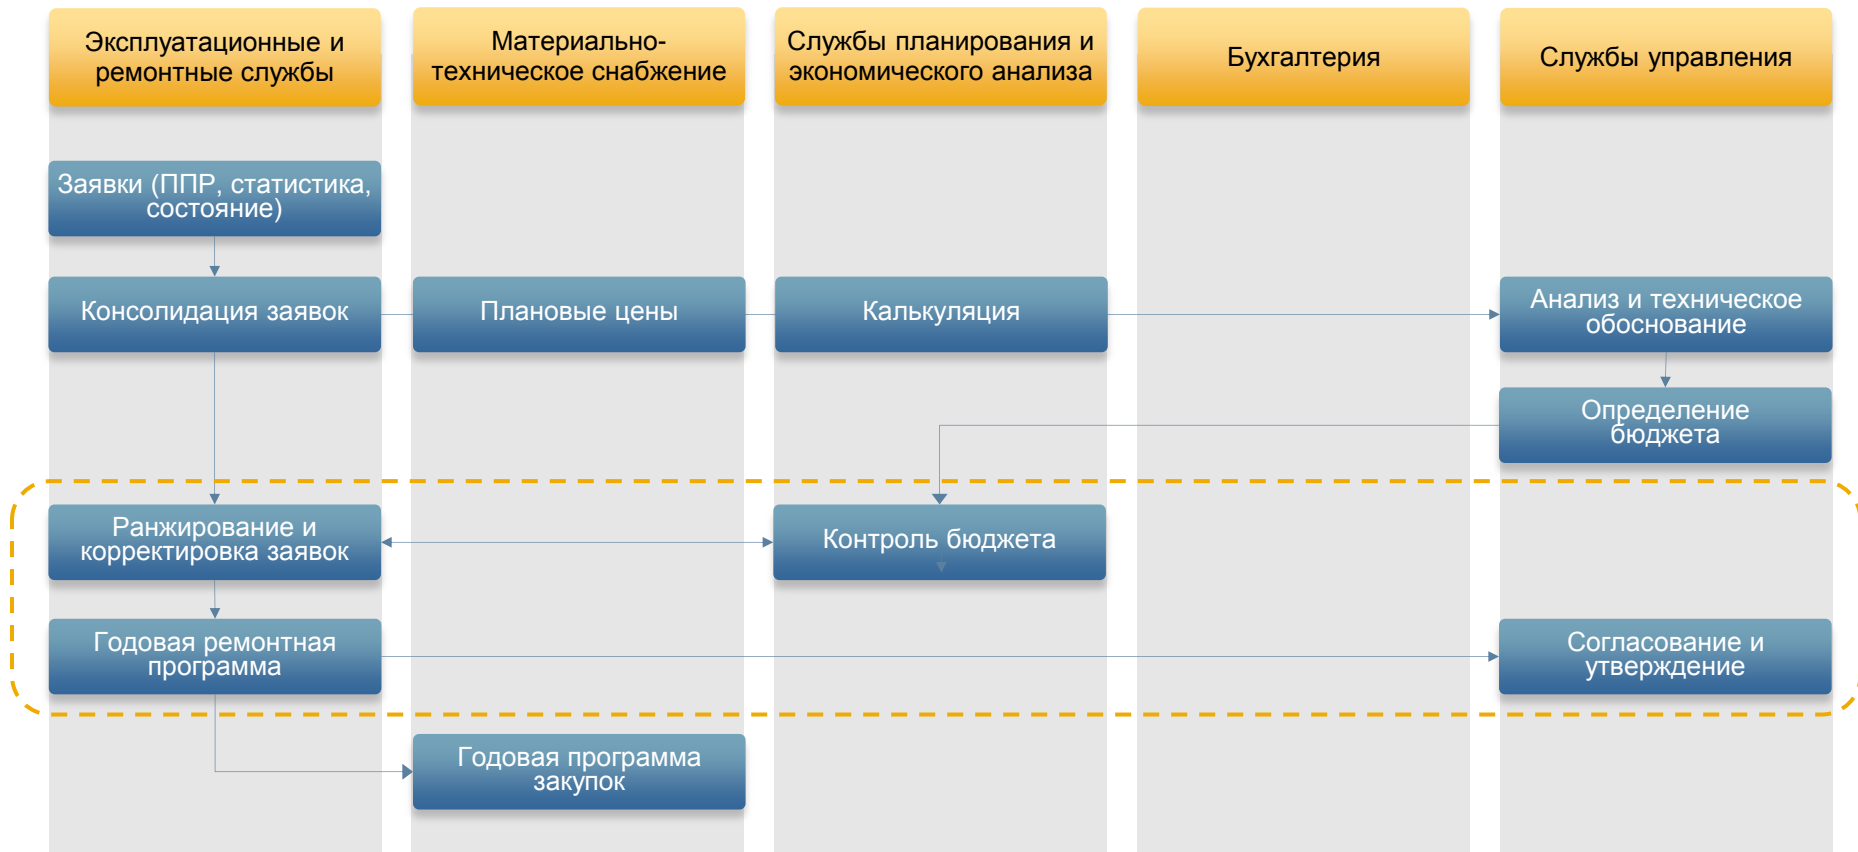 Эксплуатационные и
ремонтные службы
Материально-
техническое снабжение
Службы планирования и
экономического анализа
Бухгалтерия
Службы управления
Заявки (ППР, статистика,
состояние)
Консолидация заявок
Плановые цены
Калькуляция
Анализ и техническое
обоснование
Определение
бюджета
Ранжирование и
корректировка заявок
Контроль бюджета
Годовая ремонтная
программа
Согласование и
утверждение
Годовая программа
закупок